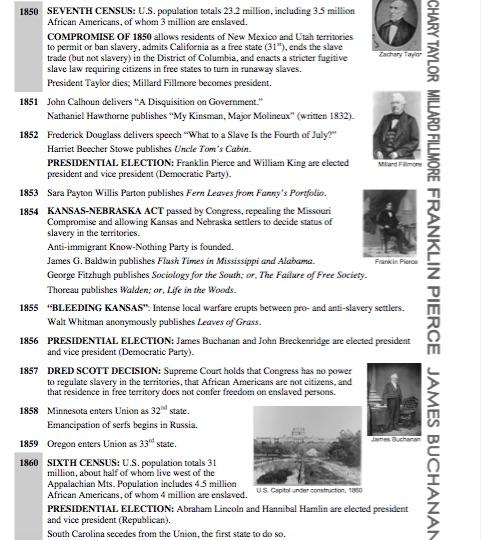 1850 SEVENTH CENSUS: U.S. population totals 23.2 million, including 3.5 million
African Americans, of whom 3 million are enslaved.
COMPROMISE OF 1850 allows residents of New Mexico and Utah territories
to permit or ban slavery, admits California as a free state (31st), ends the slave
trade (but not slavery) in the District of Columbia, and enacts a stricter fugitive
slave law requiring citizens in free states to turn in runaway slaves.
President Taylor dies; Millard Fillmore becomes president.
1851 John Calhoun delivers “A Disquisition on Government.”
Nathaniel Hawthorne publishes “My Kinsman, Major Molineux” (written 1832).
1852 Frederick Douglass delivers speech “What to a Slave Is the Fourth of July?”
Harriet Beecher Stowe publishes Uncle Tom’s Cabin.
PRESIDENTIAL ELECTION: Franklin Pierce and William King are elected
president and vice president (Democratic Party).
1853 Sara Payton Willis Parton publishes Fern Leaves from Fanny’s Portfolio.
1854 KANSAS-NEBRASKA ACT passed by Congress, repealing the Missouri
Compromise and allowing Kansas and Nebraska settlers to decide status of
slavery in the territories.
Anti-immigrant Know-Nothing Party is founded.
James G. Baldwin publishes Flush Times in Mississippi and Alabama.
George Fitzhugh publishes Sociology for the South; or, The Failure of Free Society.
Thoreau publishes Walden; or, Life in the Woods.
1855 “BLEEDING KANSAS”: Intense local warfare erupts between pro- and anti-slavery settlers.
Walt Whitman anonymously publishes Leaves of Grass.
1856 PRESIDENTIAL ELECTION: James Buchanan and John Breckenridge are elected president
and vice president (Democratic Party).
1857 DRED SCOTT DECISION: Supreme Court holds that Congress has no power
to regulate slavery in the territories, that African Americans are not citizens, and
that residence in free territory does not confer freedom on enslaved persons.
1858 Minnesota enters Union as 32nd state.
Emancipation of serfs begins in Russia.
1859 Oregon enters Union as 33rd state.
1860 SIXTH CENSUS: U.S. population totals 31
million, about half of whom live west of the
Appalachian Mts. Population includes 4.5 million
African Americans, of whom 4 million are enslaved.
PRESIDENTIAL ELECTION: Abraham Lincoln and Hannibal Hamlin are elected president
and vice president (Republican).
South Carolina secedes from the Union, the first state to do so.
Zachary Taylor
Millard Fillmore
Franklin Pierce
James Buchanan
U.S. Capitol under construction, 1860
CHARY TAYLOR
MILLARD FILLMORE
FRANKLIN PIERCE
JAMES BUCHANAN